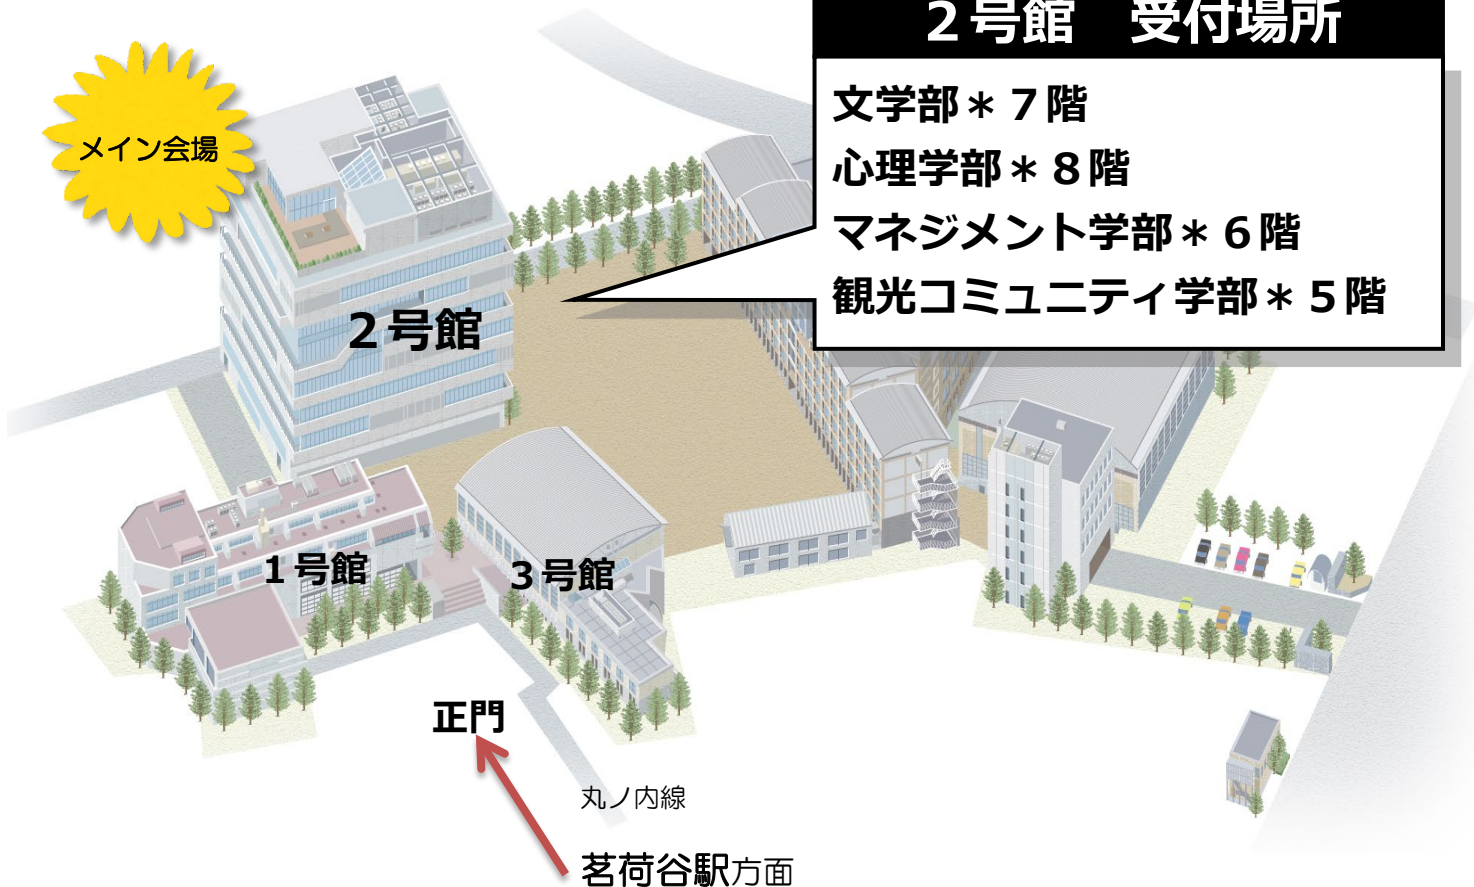 ２号館　受付場所
文学部＊７階
心理学部＊８階
マネジメント学部＊６階
観光コミュニティ学部＊５階
メイン会場
２号館
１号館
３号館
正門
丸ノ内線
茗荷谷駅方面